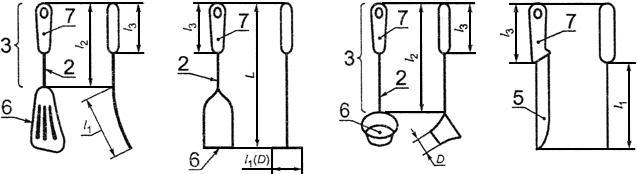 3 7 l₂ l₃ 2 6 l₁
l₃ 7 2 L 6 l₁(D)
3 7 l₂ l₃ 2 6 D
l₃ 7 5 l₁